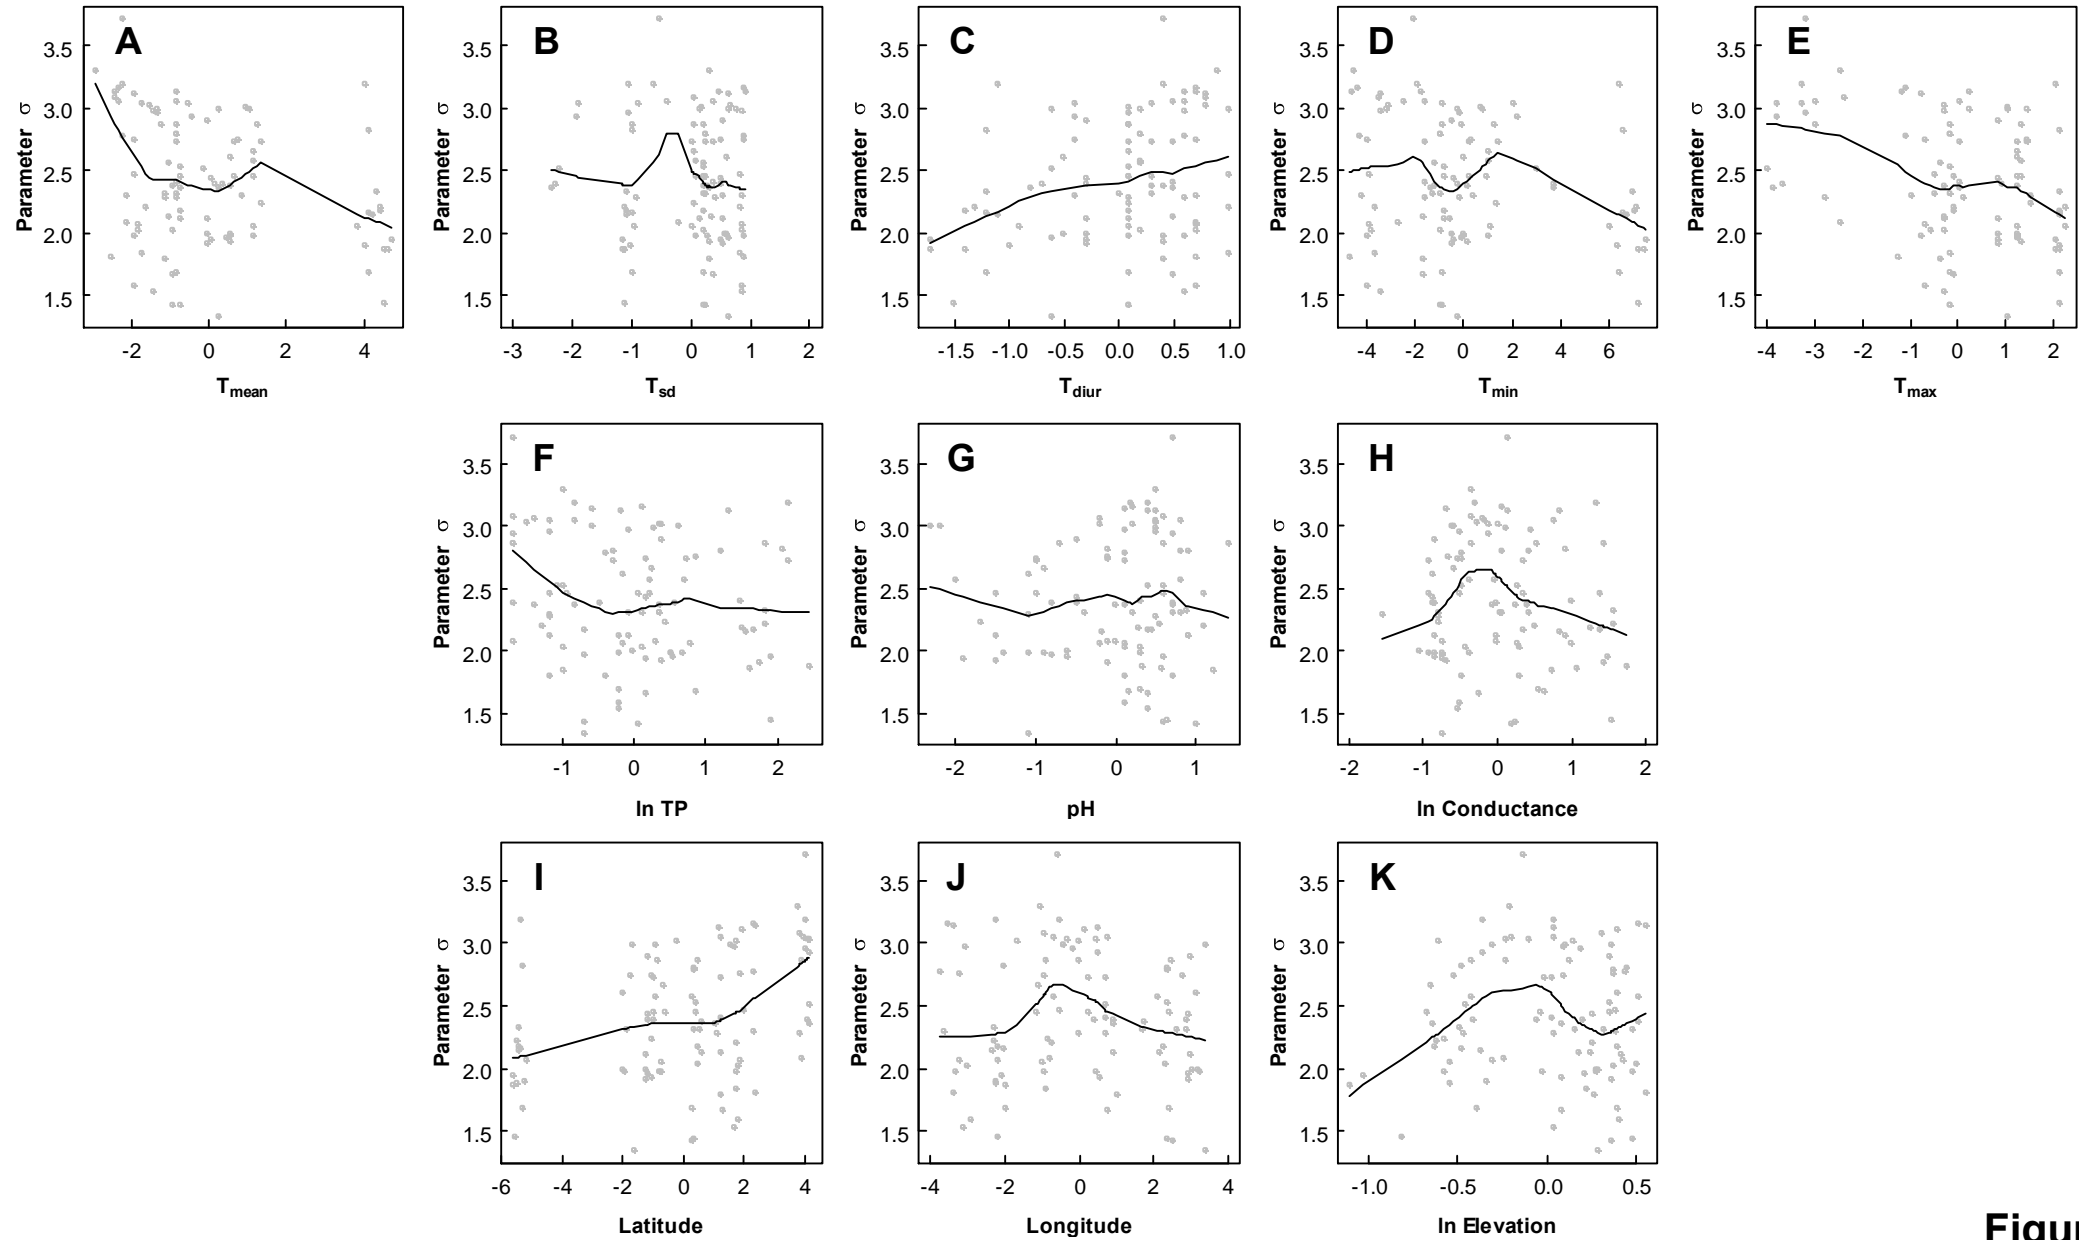 A
B
C
D
E
3.5 3.5 3.5 3.5 3.5
3.0 3.0 3.0 3.0 3.0
2.5 2.5 2.5 2.5 2.5
2.0 2.0 2.0 2.0 2.0
1.5 1.5 1.5 1.5 1.5
Parameter σ
Parameter σ
Parameter σ
Parameter σ
Parameter σ
-2 0 2 4
-3 -2 -1 0 1 2
-1.5 -1.0 -0.5 0.0 0.5 1.0
-4 -2 0 2 4 6
-4 -3 -2 -1 0 1 2
Tmean
Tsd
Tdiur
Tmin
Tmax
F
G
H
3.5 3.5 3.5
3.0 3.0 3.0
2.5 2.5 2.5
2.0 2.0 2.0
1.5 1.5 1.5
Parameter σ
Parameter σ
Parameter σ
-1 0 1 2
-2 -1 0 1
-2 -1 0 1 2
ln TP
pH
ln Conductance
I
J
K
3.5 3.5 3.5
3.0 3.0 3.0
2.5 2.5 2.5
2.0 2.0 2.0
1.5 1.5 1.5
Parameter σ
Parameter σ
Parameter σ
-6 -4 -2 0 2 4
-4 -2 0 2 4
-1.0 -0.5 0.0 0.5
Latitude
Longitude
ln Elevation